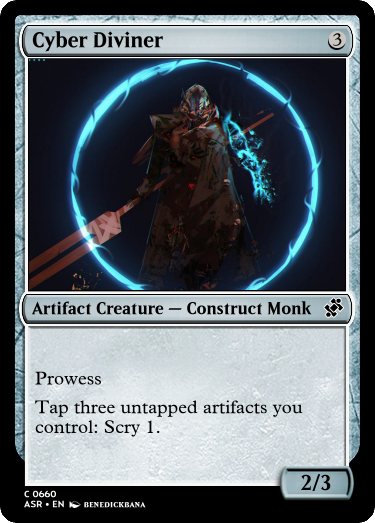 Cyber Diviner 3
Artifact Creature — Construct Monk
Prowess
Tap three untapped artifacts you
control: Scry 1.
2/3
C 0660
ASR • EN BENEDICKBANA